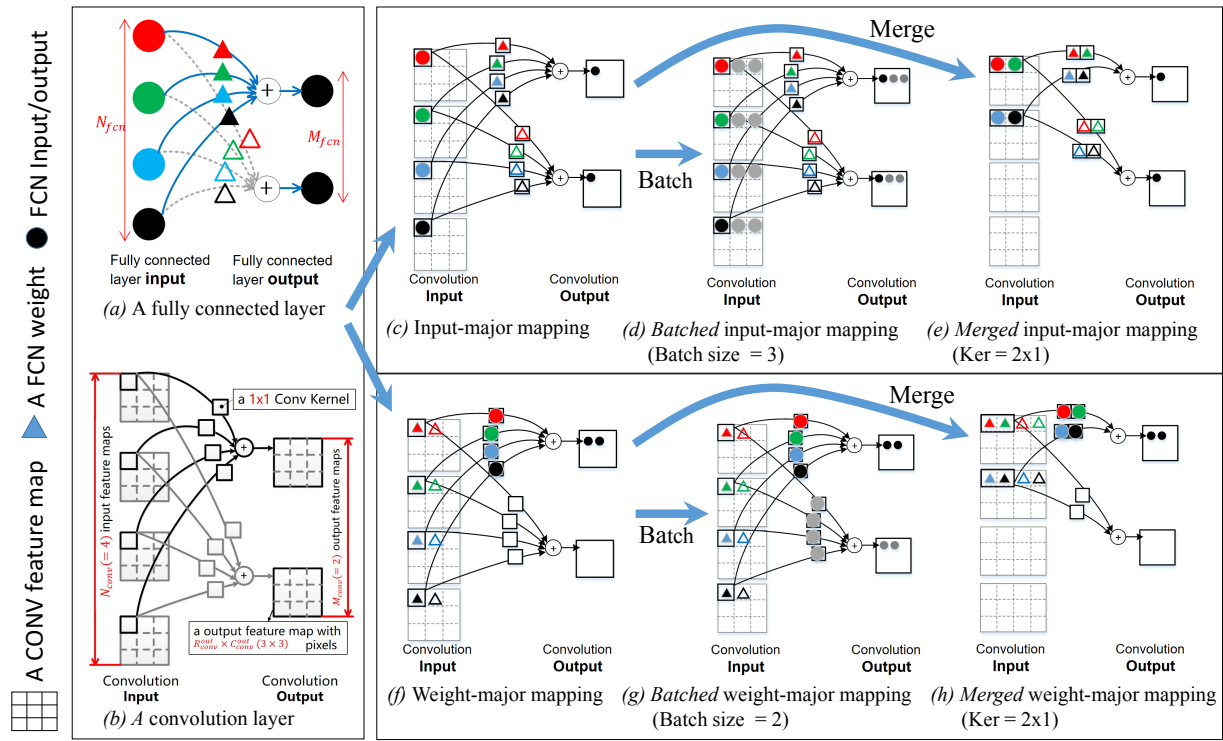 A CONV feature map
A FCN weight
FCN Input/output
N_fcn
M_fcn
+
+
Fully connected
layer input
Fully connected
layer output
(a) A fully connected layer
N_conv(= 4) input feature maps
a 1x1 Conv Kernel
+
+
M_conv(= 2) output feature maps
a output feature map with
R_conv^out × C_conv^out (3 × 3) pixels
Convolution
Input
Convolution
Output
(b) A convolution layer
Merge
Batch
+
+
+
+
+
+
Convolution
Input
Convolution
Output
Convolution
Input
Convolution
Output
Convolution
Input
Convolution
Output
(c) Input-major mapping
(d) Batched input-major mapping
(Batch size = 3)
(e) Merged input-major mapping
(Ker = 2x1)
Merge
Batch
+
+
+
+
+
+
Convolution
Input
Convolution
Output
Convolution
Input
Convolution
Output
Convolution
Input
Convolution
Output
(f) Weight-major mapping
(g) Batched weight-major mapping
(Batch size = 2)
(h) Merged weight-major mapping
(Ker = 2x1)